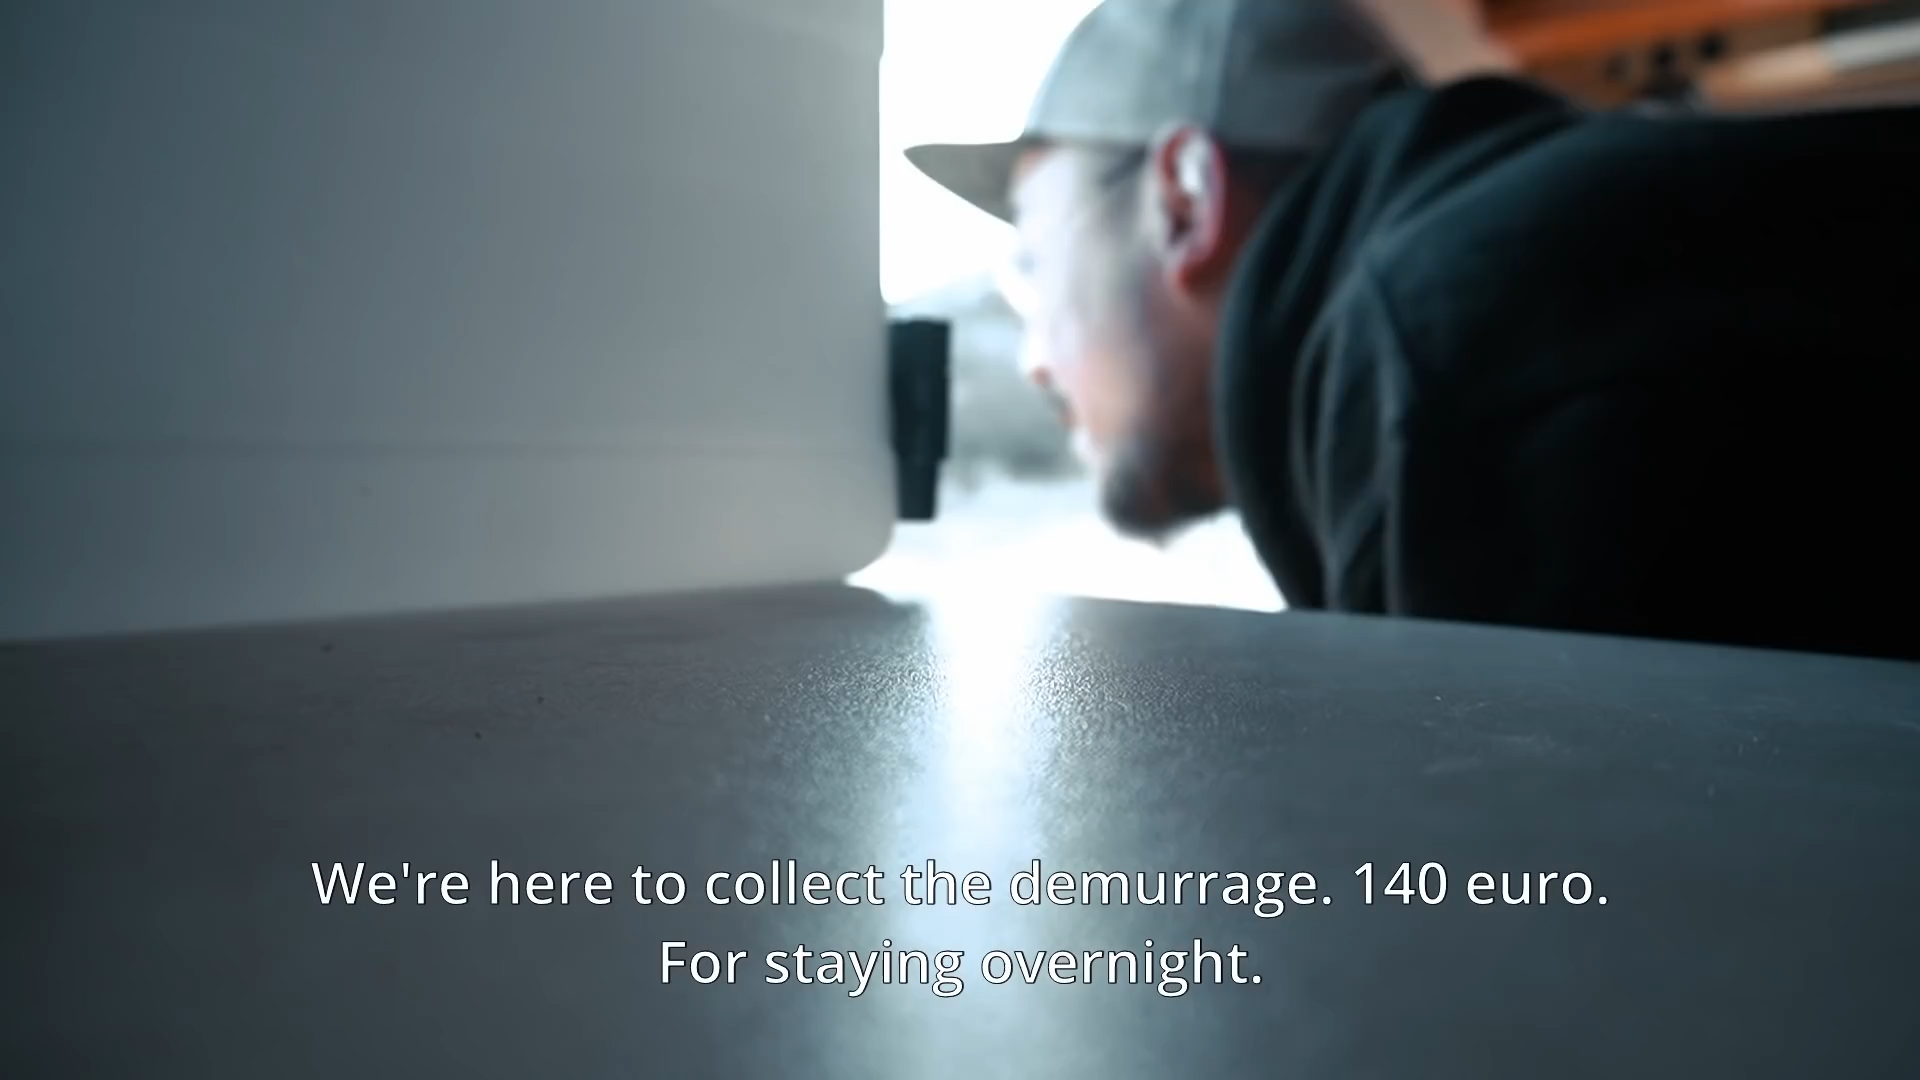 We're here to collect the demurrage. 140 euro.
For staying overnight.